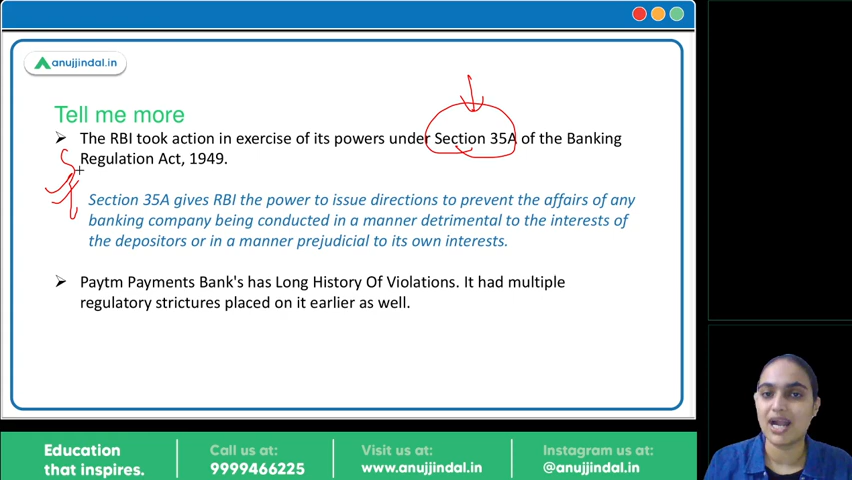 anujjindal.in
Tell me more
➢ The RBI took action in exercise of its powers under Section 35A of the Banking
Regulation Act, 1949.
Section 35A gives RBI the power to issue directions to prevent the affairs of any
banking company being conducted in a manner detrimental to the interests of
the depositors or in a manner prejudicial to its own interests.
➢ Paytm Payments Bank's has Long History Of Violations. It had multiple
regulatory strictures placed on it earlier as well.
Education
that inspires.
Call us at:
9999466225
Visit us at:
www.anujjindal.in
Instagram us at:
@anujjindal.in